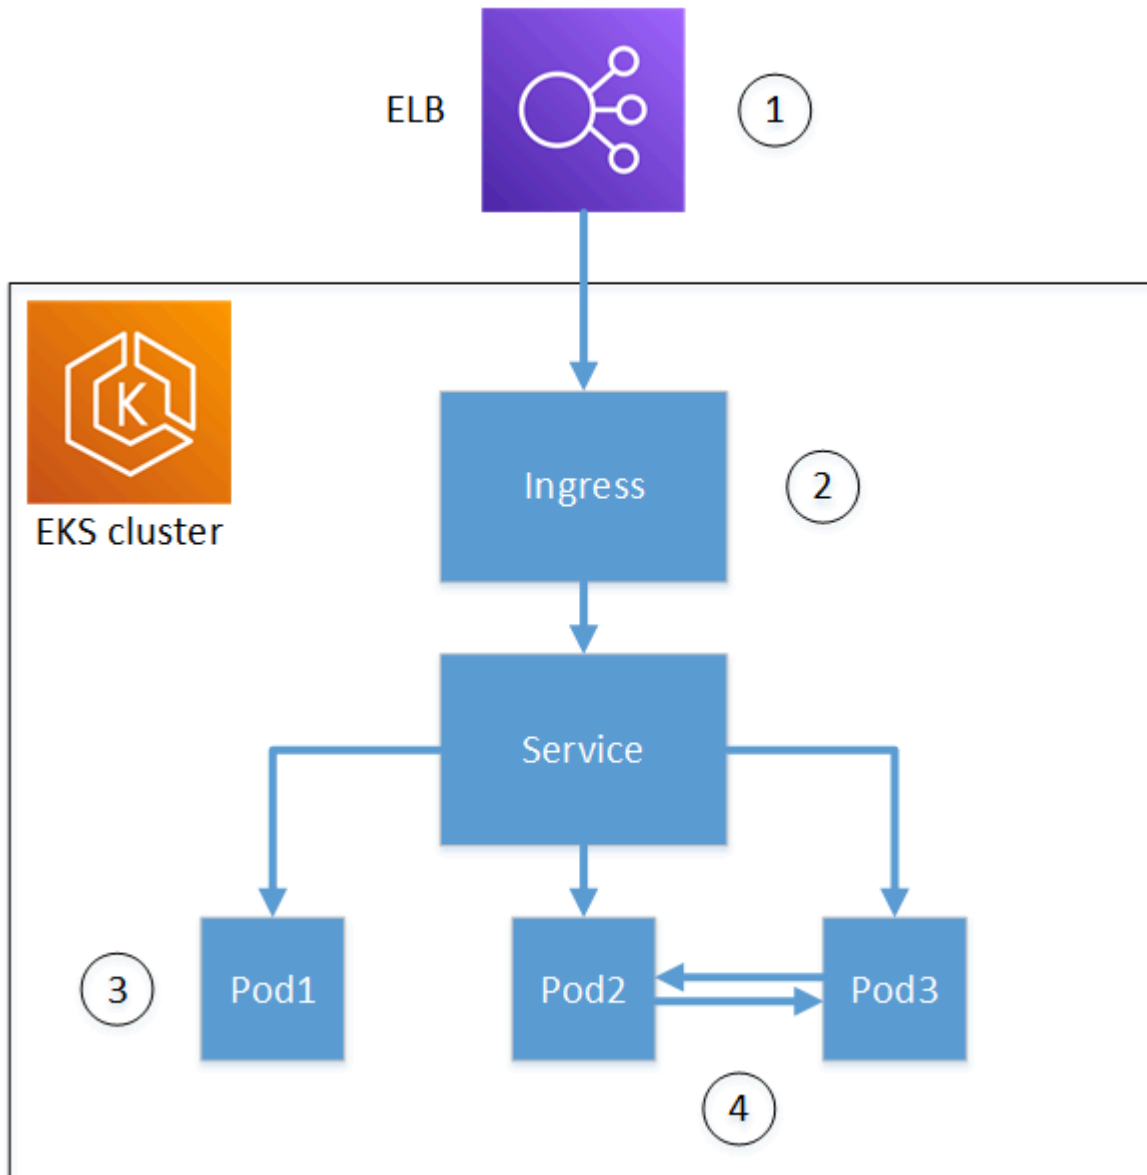 ELB
1
K
EKS cluster
Ingress
2
Service
3
Pod1
Pod2
Pod3
4